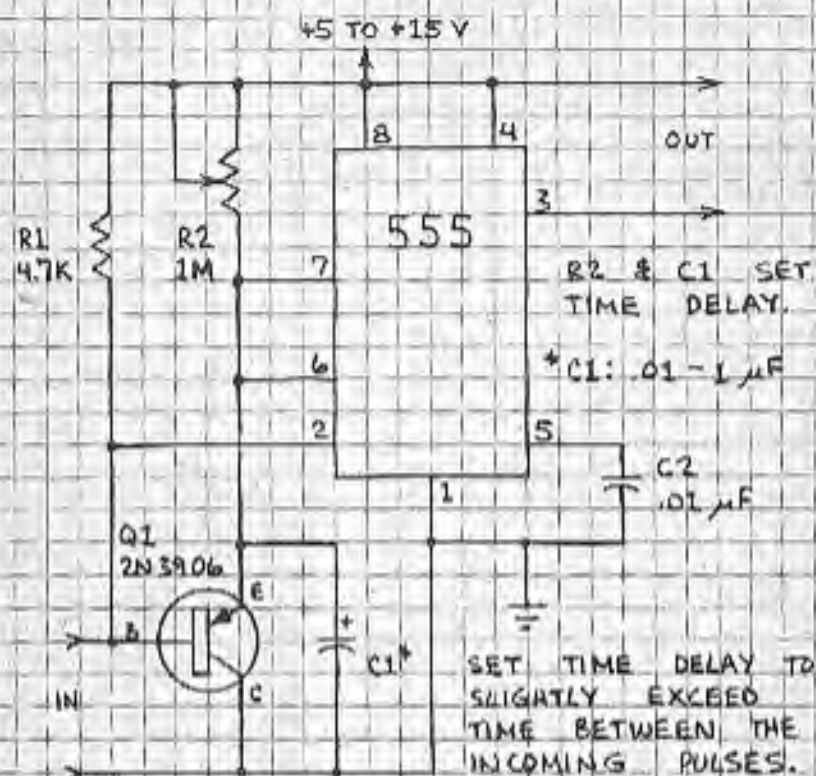 +5 TO +15 V
8
4
OUT
3
555
R1
4.7K
R2
1M
7
R2 & C1 SET
TIME DELAY.
6
*C1: .01 - 1 µF
2
5
C2
.01 µF
1
Q1
2N3906
E
B
C1*
+
IN
C
SET TIME DELAY TO
SLIGHTLY EXCEED
TIME BETWEEN THE
INCOMING PULSES.